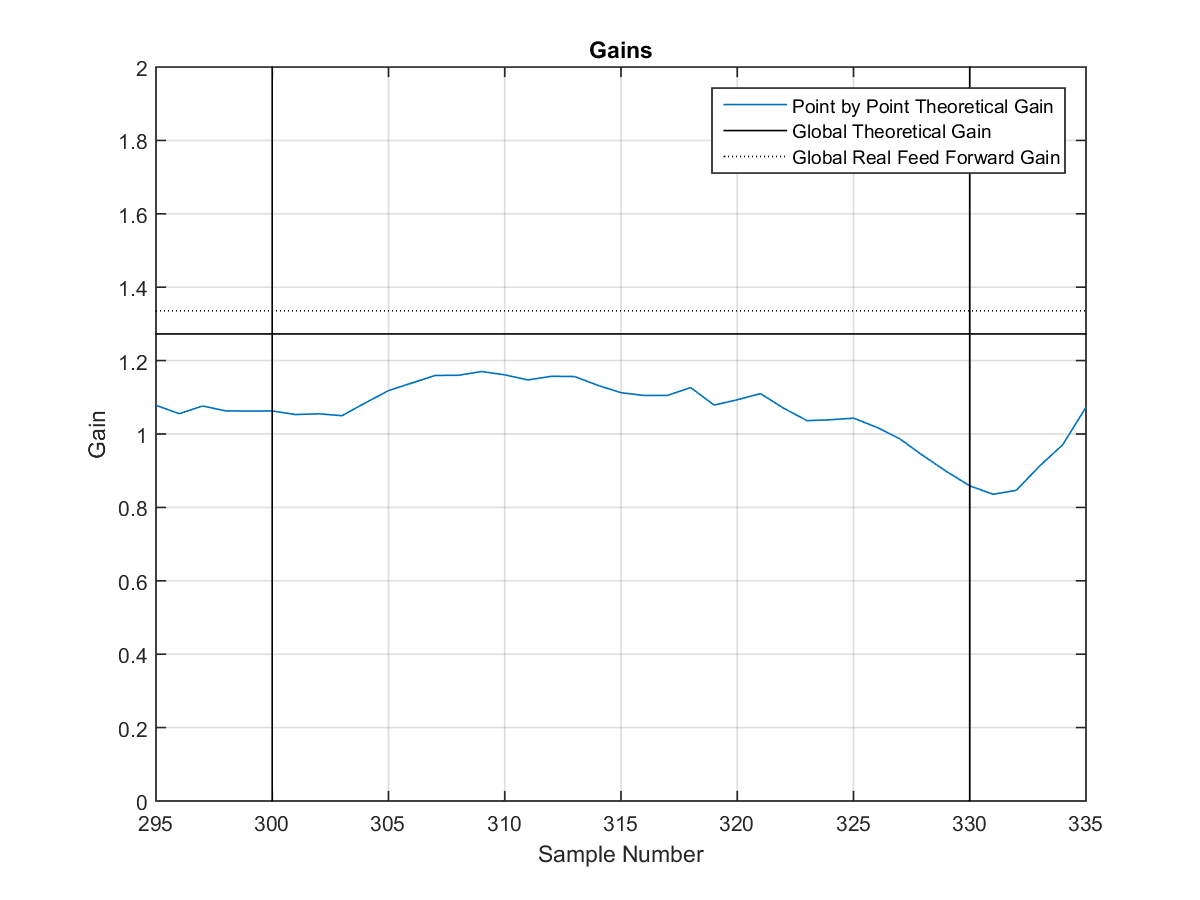 Gains
2
1.8
1.6
1.4
1.2
1
0.8
0.6
0.4
0.2
0
Gain
Point by Point Theoretical Gain
Global Theoretical Gain
Global Real Feed Forward Gain
295 300 305 310 315 320 325 330 335
Sample Number